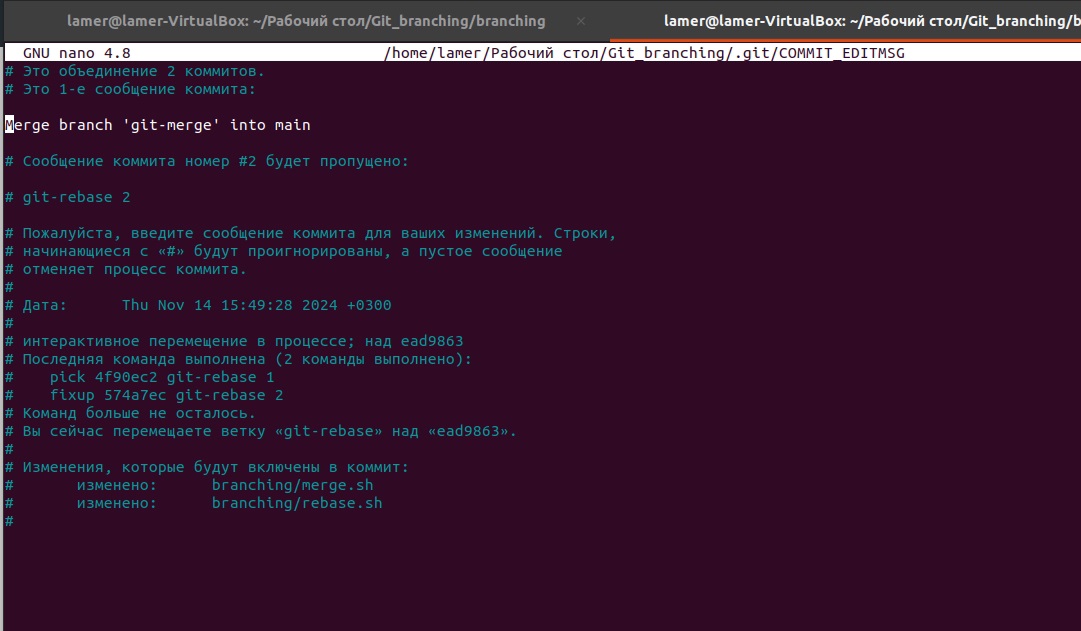 lamer@lamer-VirtualBox: ~/Рабочий стол/Git_branching/branching × lamer@lamer-VirtualBox: ~/Рабочий стол/Git_branching/b
GNU nano 4.8 /home/lamer/Рабочий стол/Git_branching/.git/COMMIT_EDITMSG
# Это объединение 2 коммитов.
# Это 1-е сообщение коммита:
Merge branch 'git-merge' into main
# Сообщение коммита номер #2 будет пропущено:
# git-rebase 2
# Пожалуйста, введите сообщение коммита для ваших изменений. Строки,
# начинающиеся с «#» будут проигнорированы, а пустое сообщение
# отменяет процесс коммита.
#
# Дата: Thu Nov 14 15:49:28 2024 +0300
#
# интерактивное перемещение в процессе; над ead9863
# Последняя команда выполнена (2 команды выполнено):
# pick 4f90ec2 git-rebase 1
# fixup 574a7ec git-rebase 2
# Команд больше не осталось.
# Вы сейчас перемещаете ветку «git-rebase» над «ead9863».
#
# Изменения, которые будут включены в коммит:
# изменено: branching/merge.sh
# изменено: branching/rebase.sh
#